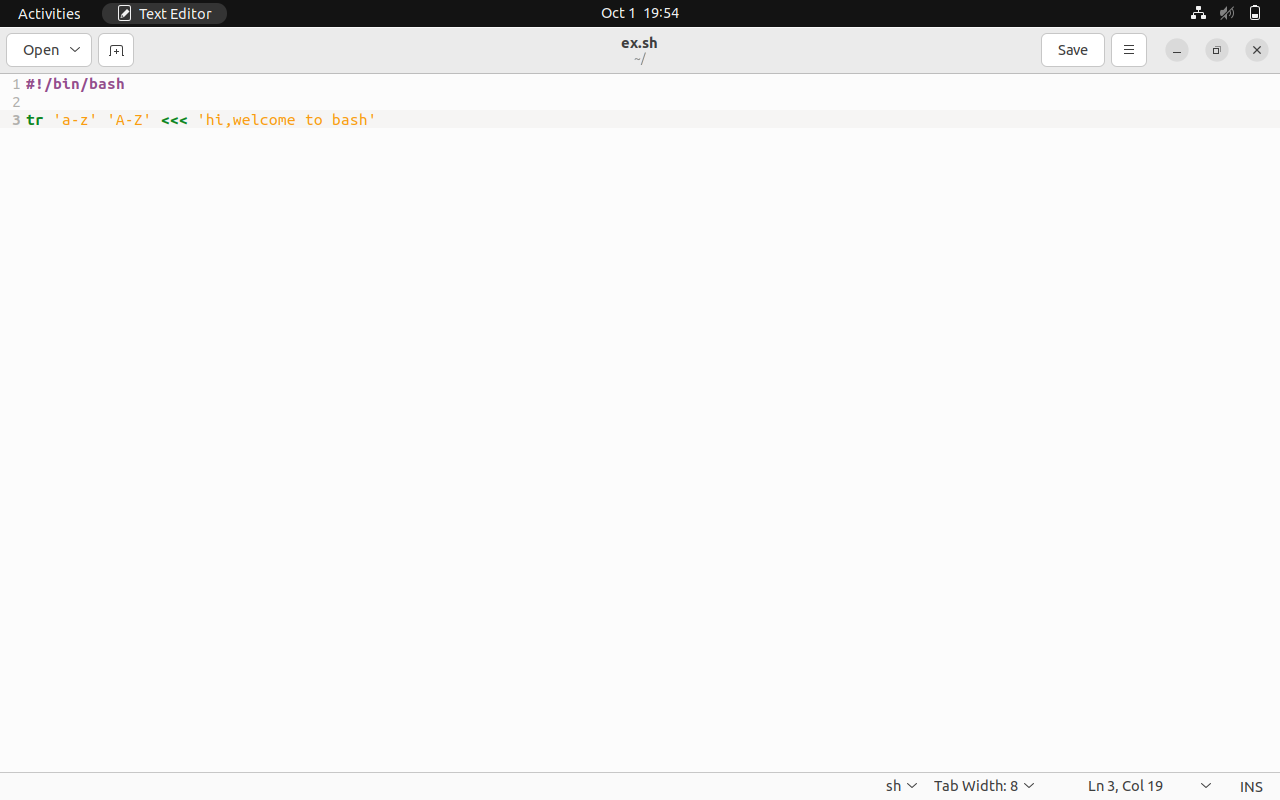 Activities Text Editor Oct 1 19:54
Open ex.sh Save
~/
1 #!/bin/bash
2
3 tr 'a-z' 'A-Z' <<< 'hi,welcome to bash'
sh Tab Width: 8 Ln 3, Col 19 INS